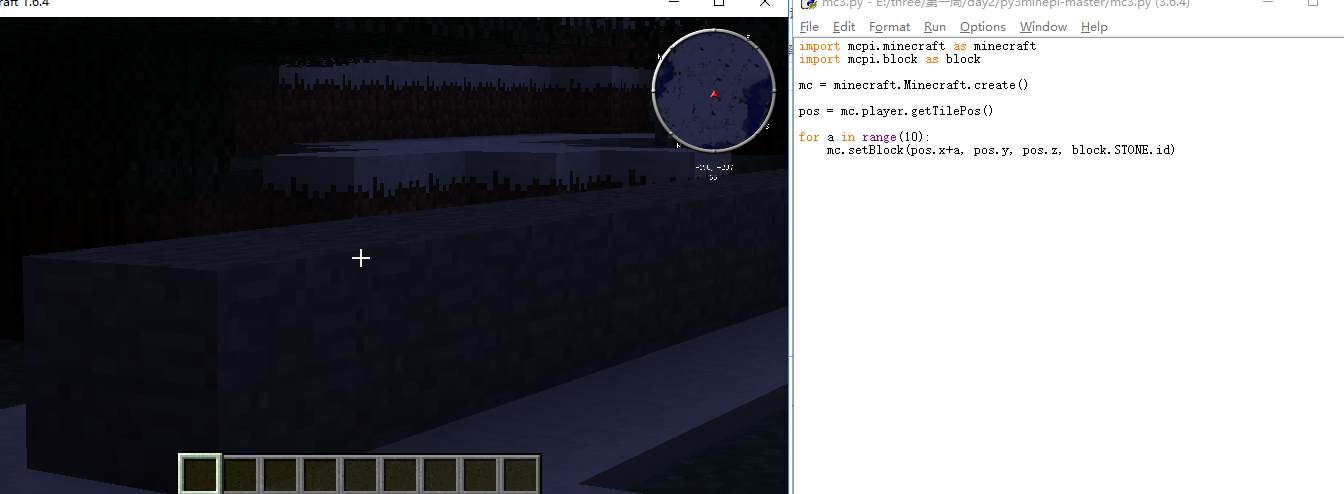 raft 1.6.4
mc3.py - E:/three/第一周/day2/py3minepi-master/mc3.py (3.6.4)
File Edit Format Run Options Window Help
import mcpi.minecraft as minecraft
import mcpi.block as block
mc = minecraft.Minecraft.create()
pos = mc.player.getTilePos()
for a in range(10):
mc.setBlock(pos.x+a, pos.y, pos.z, block.STONE.id)